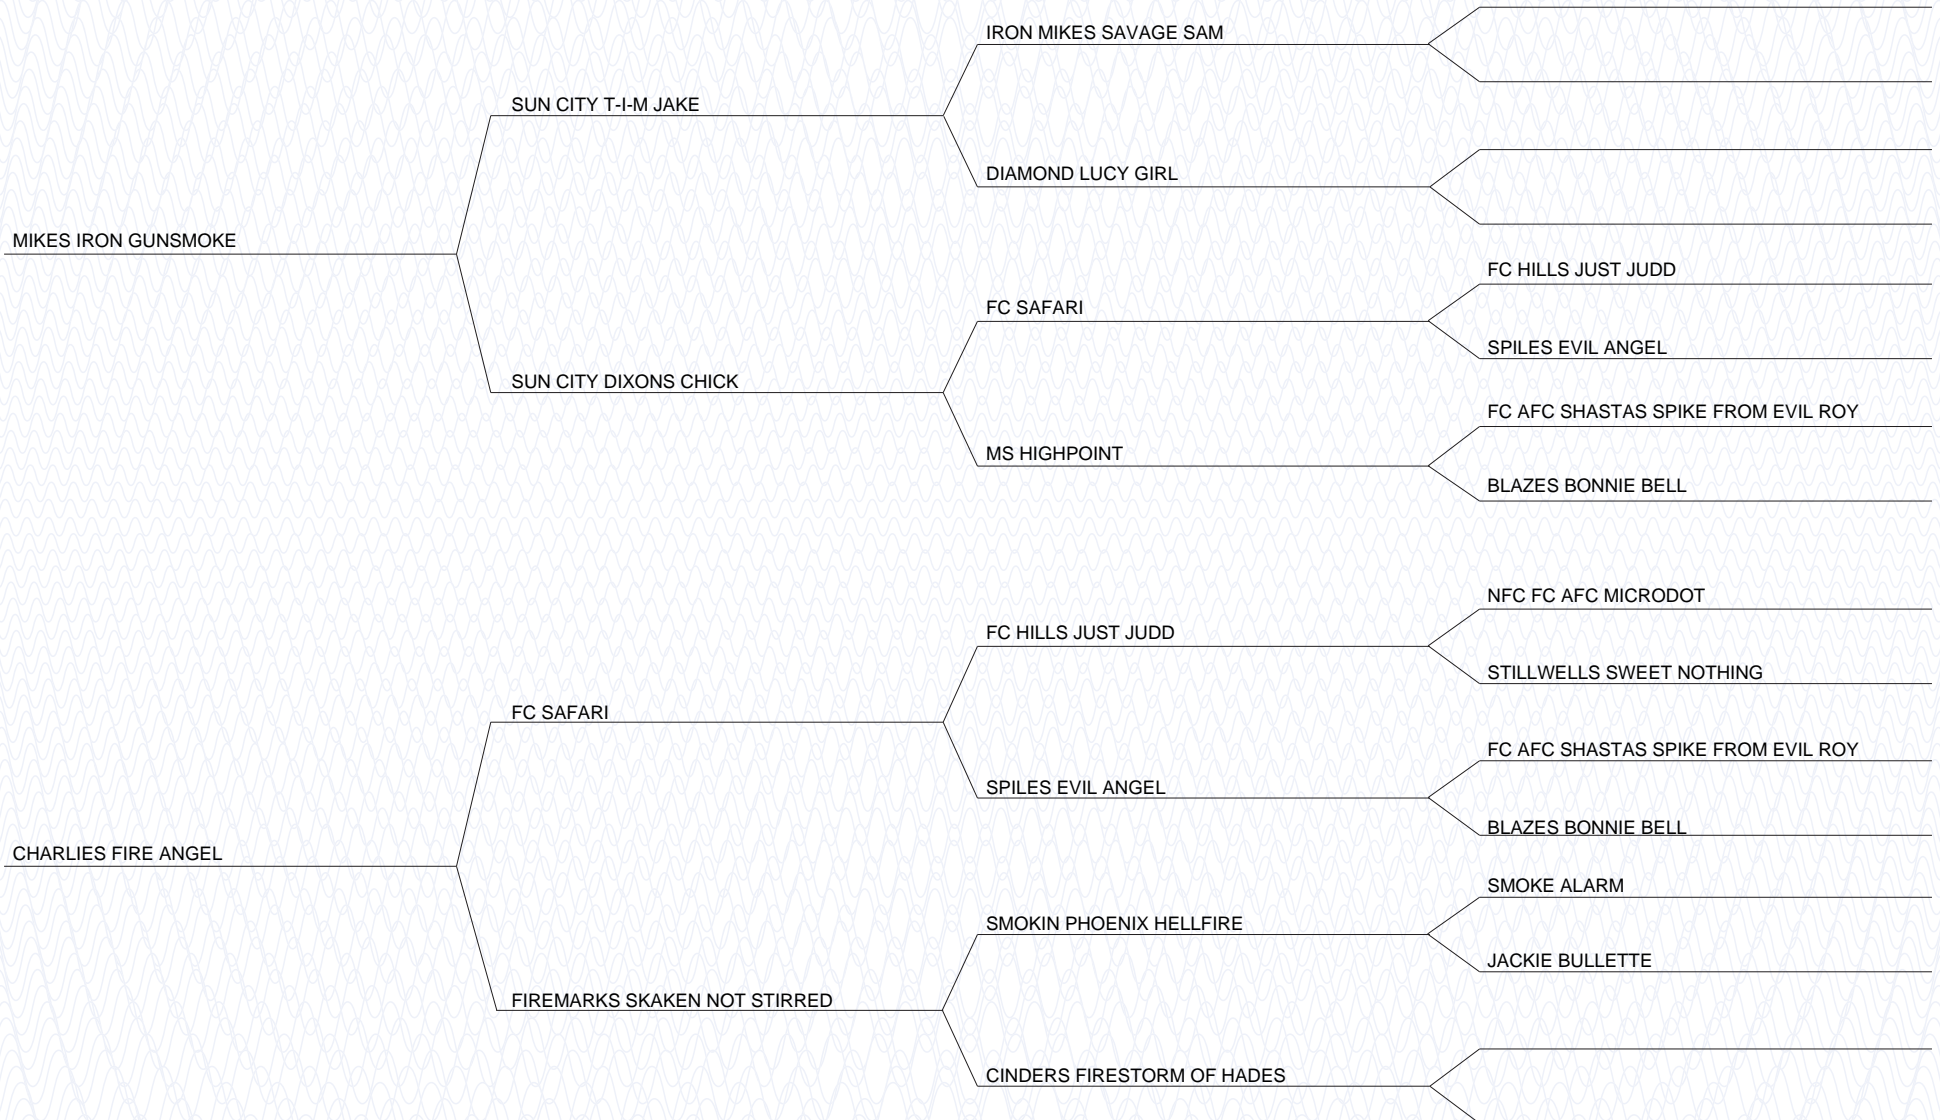 IRON MIKES SAVAGE SAM
SUN CITY T-I-M JAKE
DIAMOND LUCY GIRL
MIKES IRON GUNSMOKE
FC HILLS JUST JUDD
FC SAFARI
SPILES EVIL ANGEL
SUN CITY DIXONS CHICK
FC AFC SHASTAS SPIKE FROM EVIL ROY
MS HIGHPOINT
BLAZES BONNIE BELL
NFC FC AFC MICRODOT
FC HILLS JUST JUDD
STILLWELLS SWEET NOTHING
FC SAFARI
FC AFC SHASTAS SPIKE FROM EVIL ROY
SPILES EVIL ANGEL
BLAZES BONNIE BELL
CHARLIES FIRE ANGEL
SMOKE ALARM
SMOKIN PHOENIX HELLFIRE
JACKIE BULLETTE
FIREMARKS SKAKEN NOT STIRRED
CINDERS FIRESTORM OF HADES